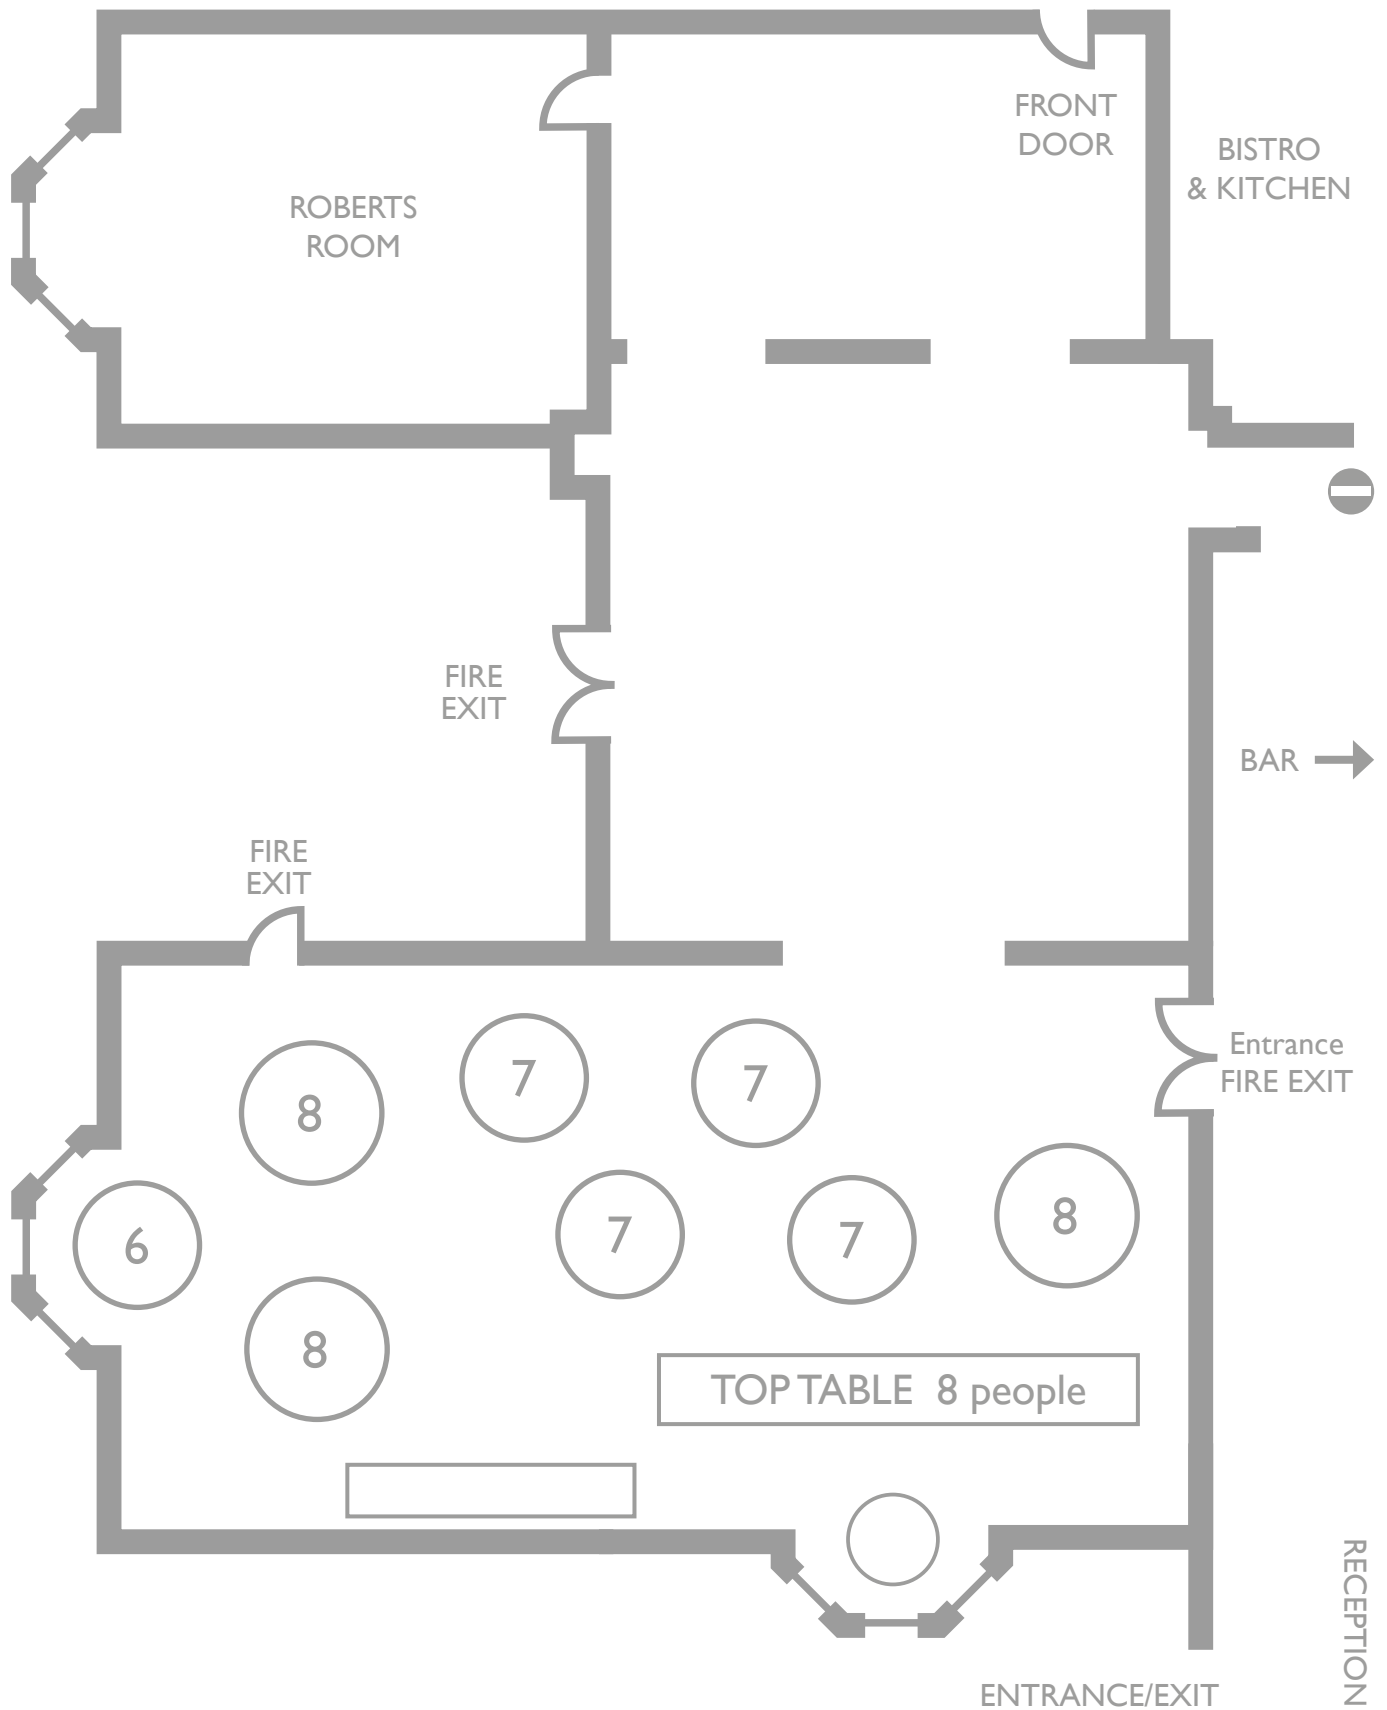 FRONT
DOOR
BISTRO
& KITCHEN
ROBERTS
ROOM
FIRE
EXIT
BAR
FIRE
EXIT
Entrance
FIRE EXIT
7
7
8
8
7
7
6
8
TOP TABLE 8 people
RECEPTION
ENTRANCE/EXIT